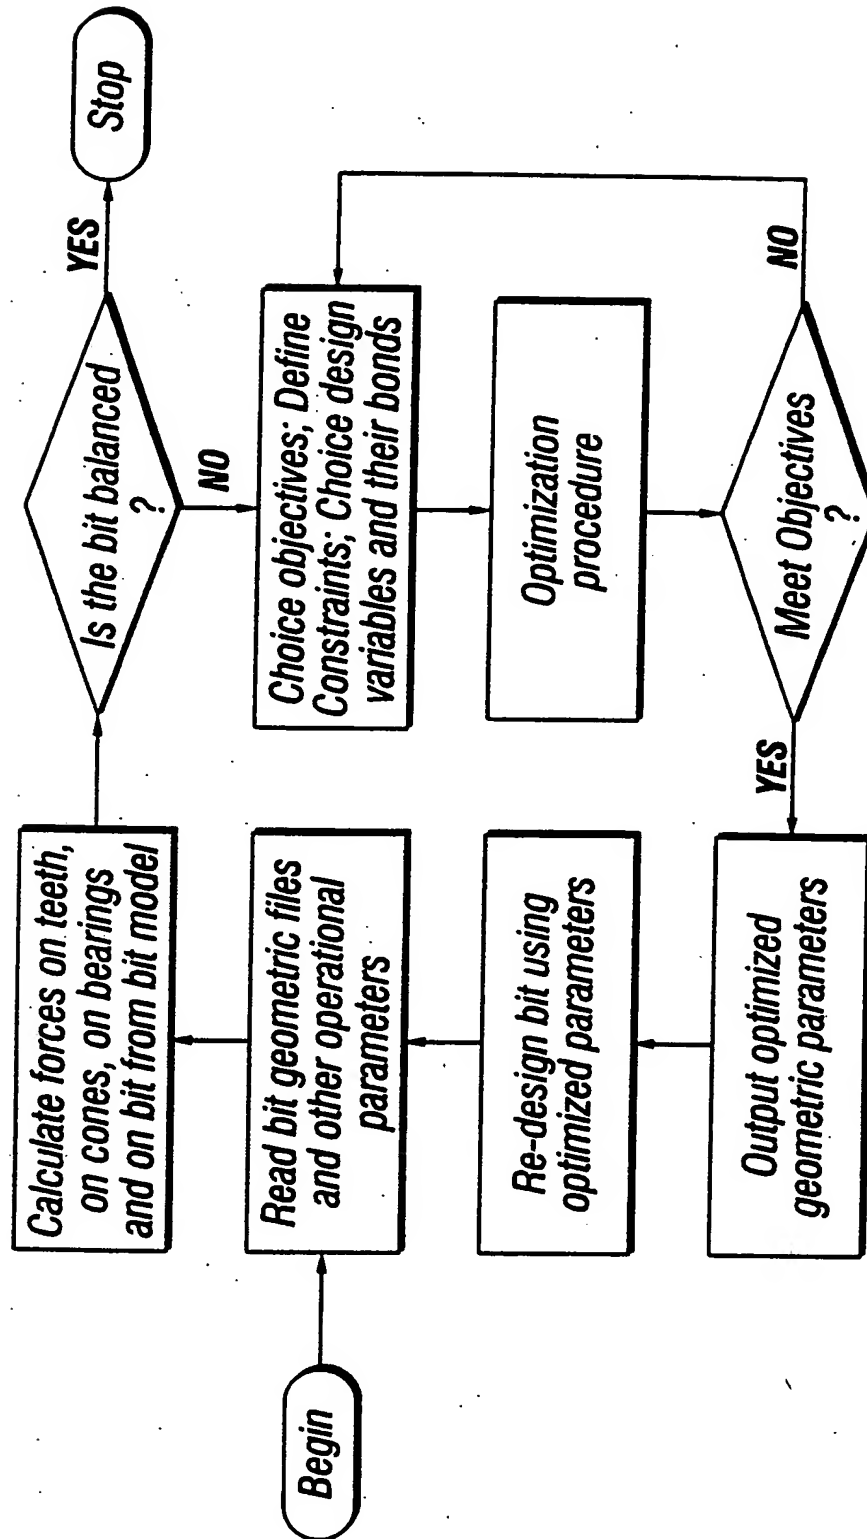 Begin
Read bit geometric files
and other operational
parameters
Calculate forces on teeth,
on cones, on bearings
and on bit from bit model
Is the bit balanced
?
YES
Stop
NO
Choice objectives; Define
Constraints; Choice design
variables and their bonds
Optimization
procedure
Meet Objectives
?
NO
YES
Output optimized
geometric parameters
Re-design bit using
optimized parameters